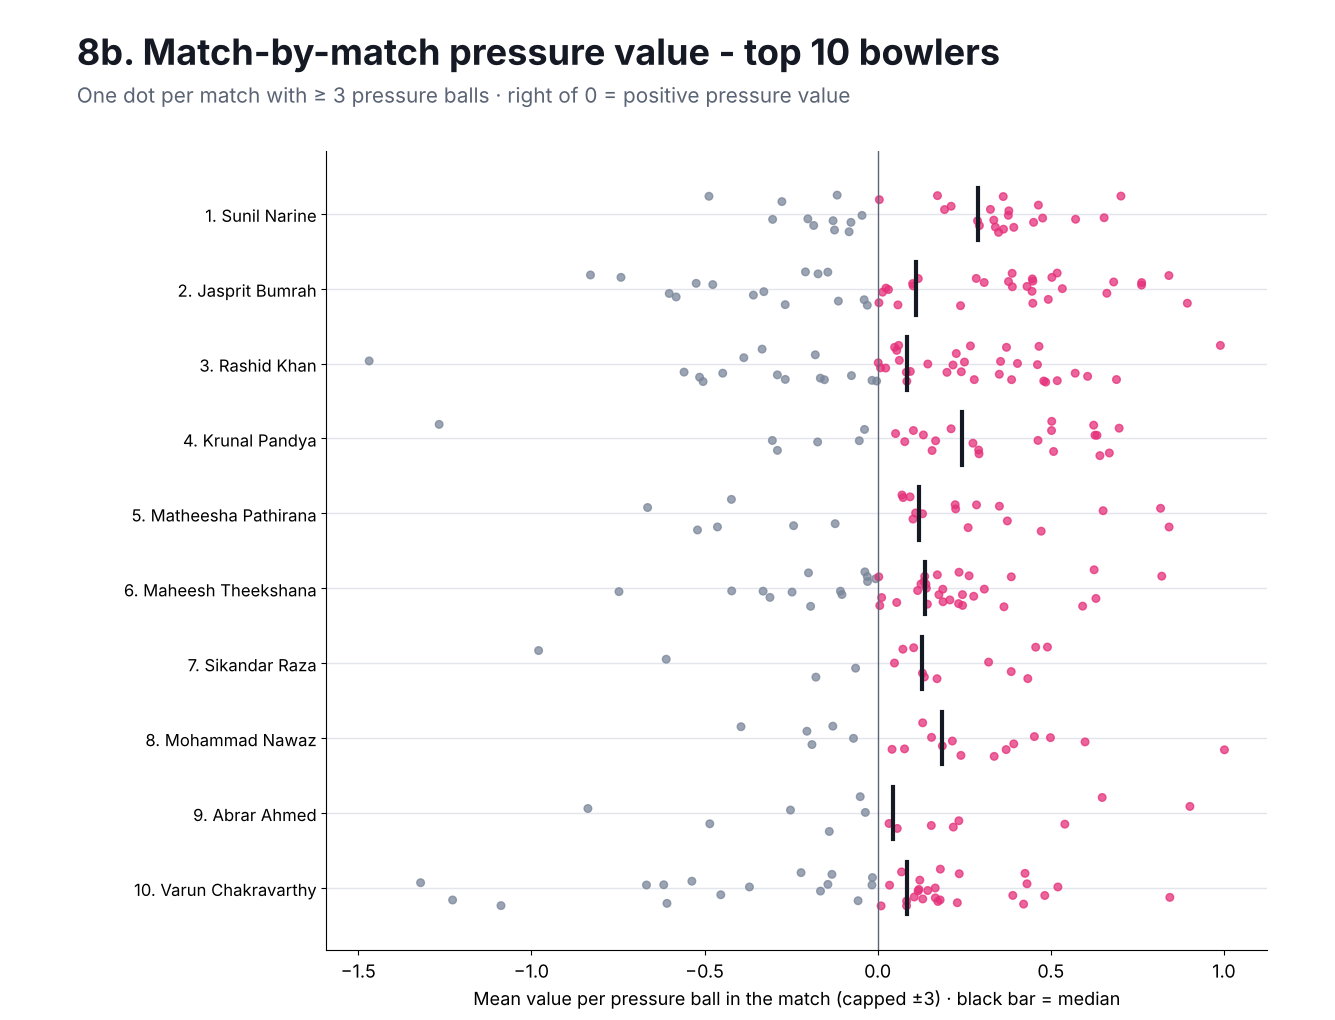 8b. Match-by-match pressure value - top 10 bowlers
One dot per match with ≥ 3 pressure balls · right of 0 = positive pressure value
1. Sunil Narine
2. Jasprit Bumrah
3. Rashid Khan
4. Krunal Pandya
5. Matheesha Pathirana
6. Maheesh Theekshana
7. Sikandar Raza
8. Mohammad Nawaz
9. Abrar Ahmed
10. Varun Chakravarthy
−1.5 −1.0 −0.5 0.0 0.5 1.0
Mean value per pressure ball in the match (capped ±3) · black bar = median